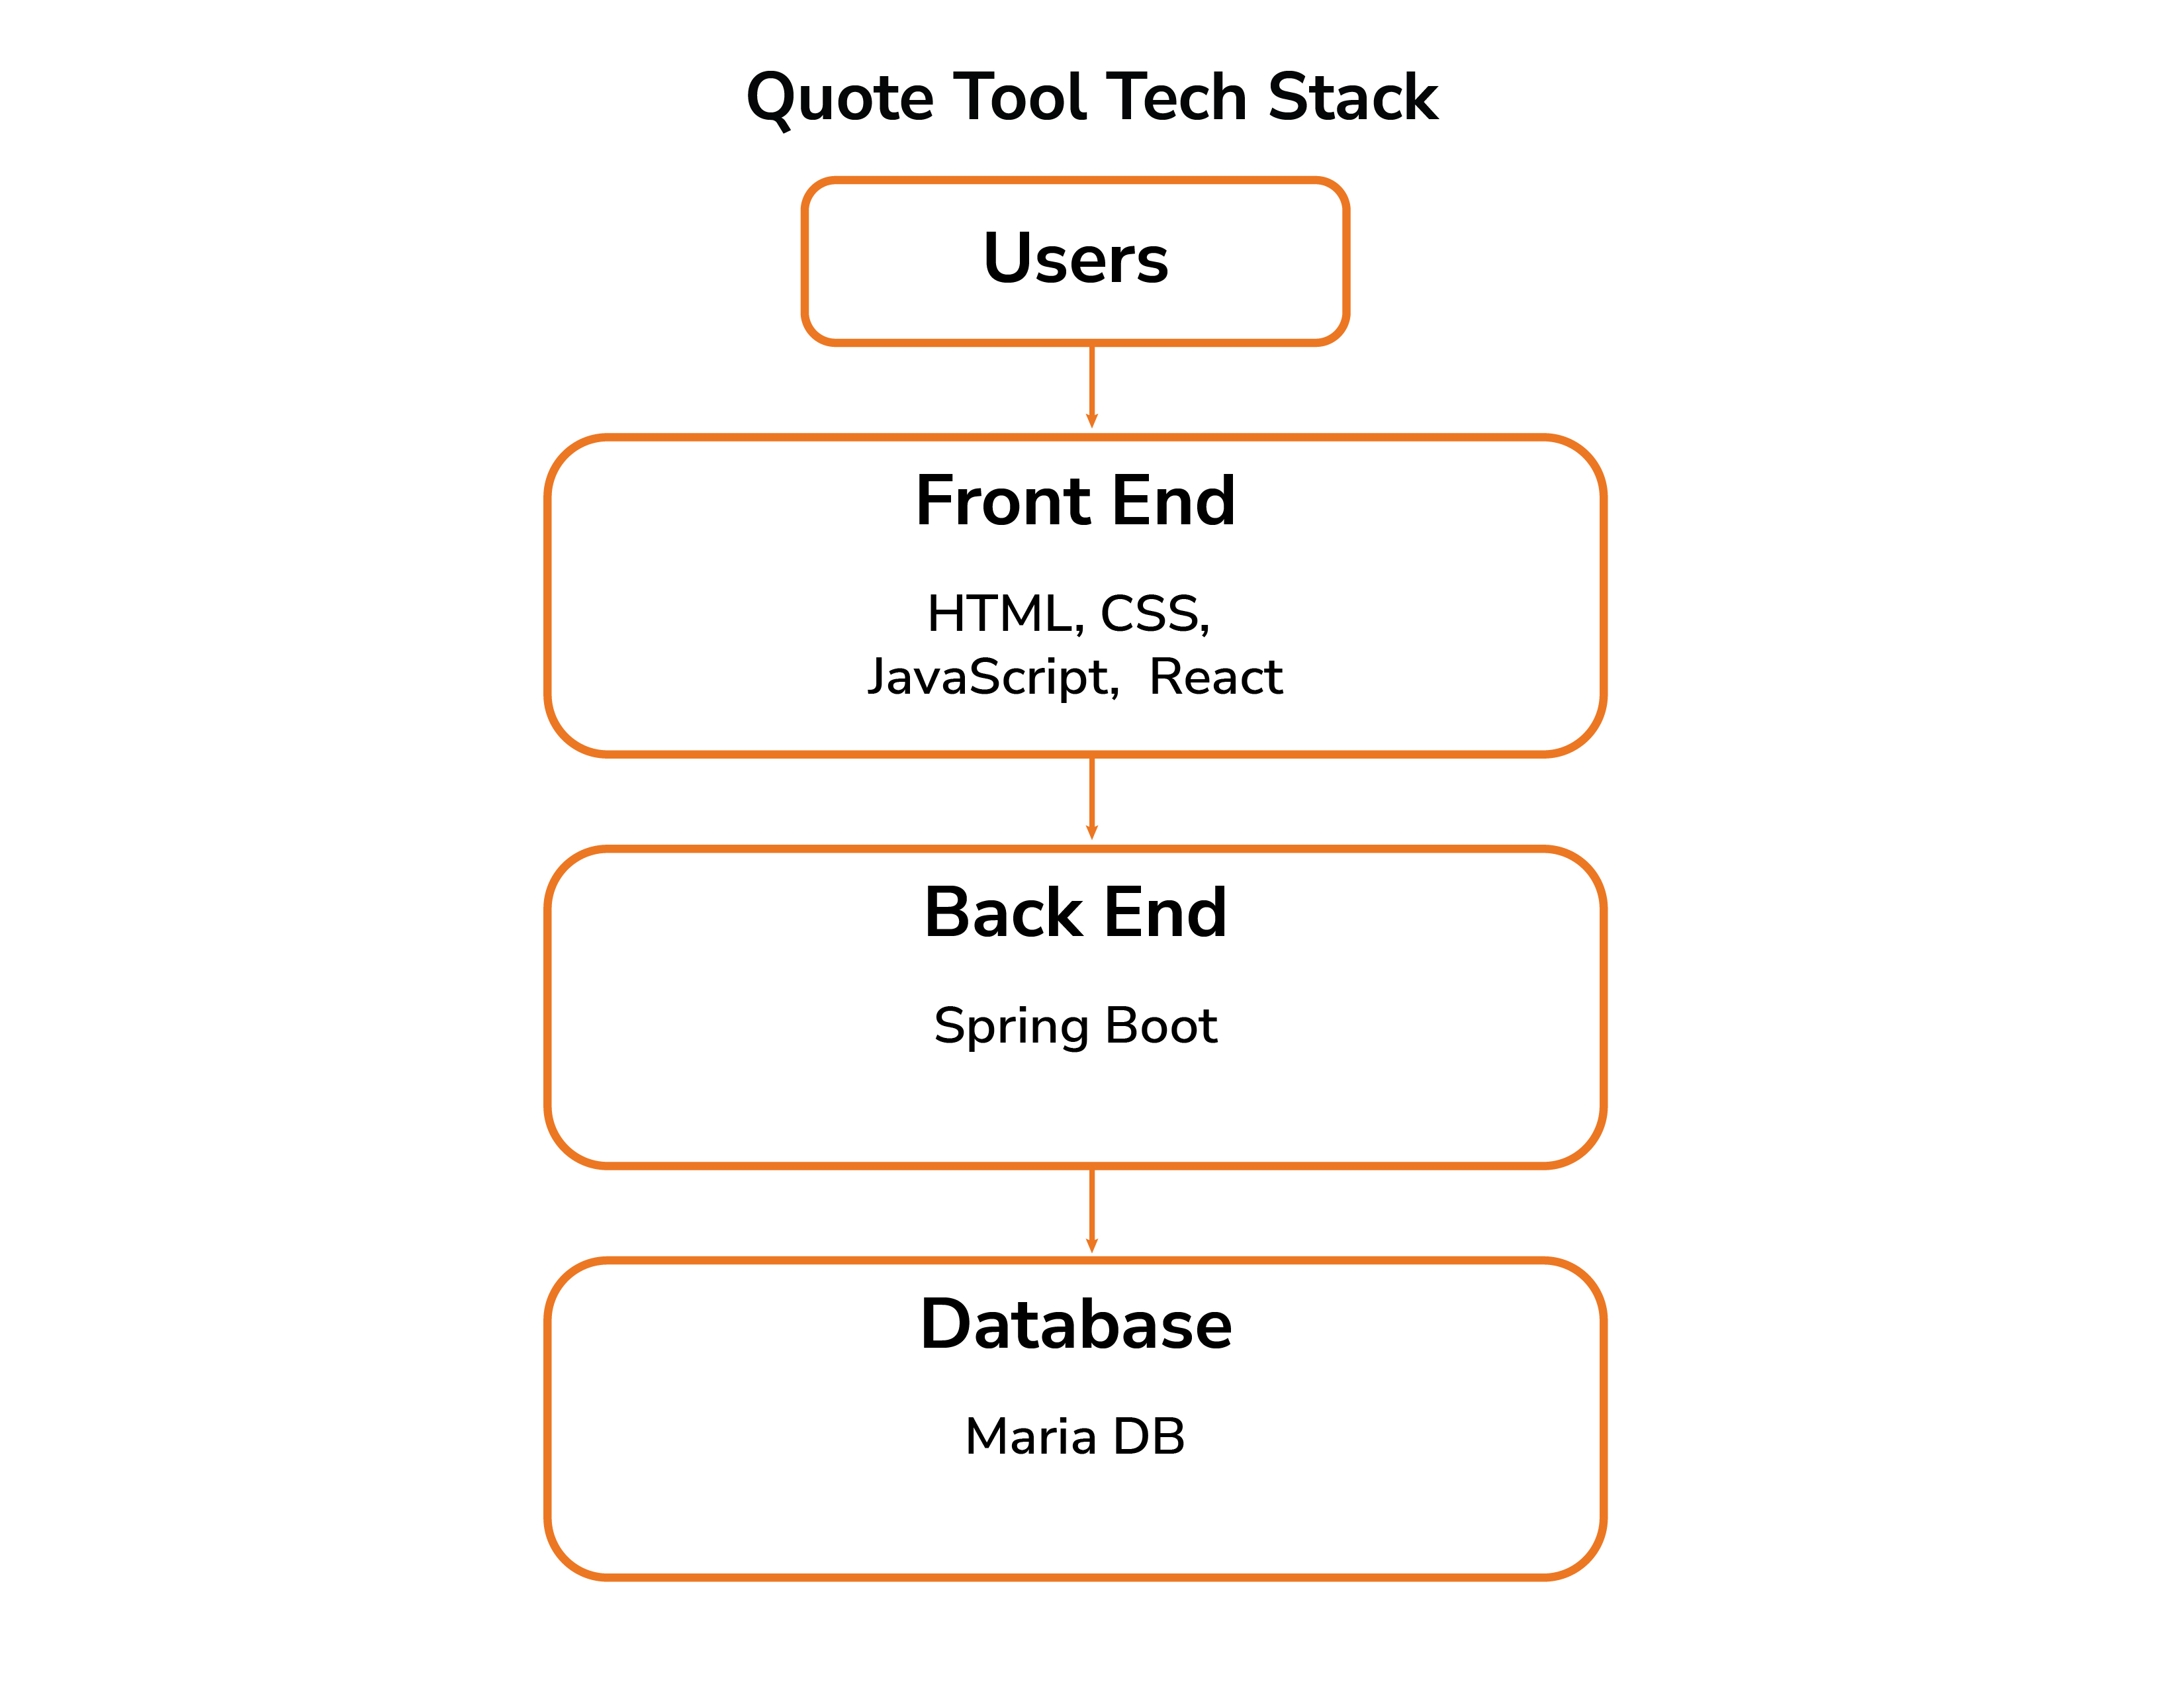 Quote Tool Tech Stack
Users
Front End
HTML, CSS,
JavaScript, React
Back End
Spring Boot
Database
Maria DB